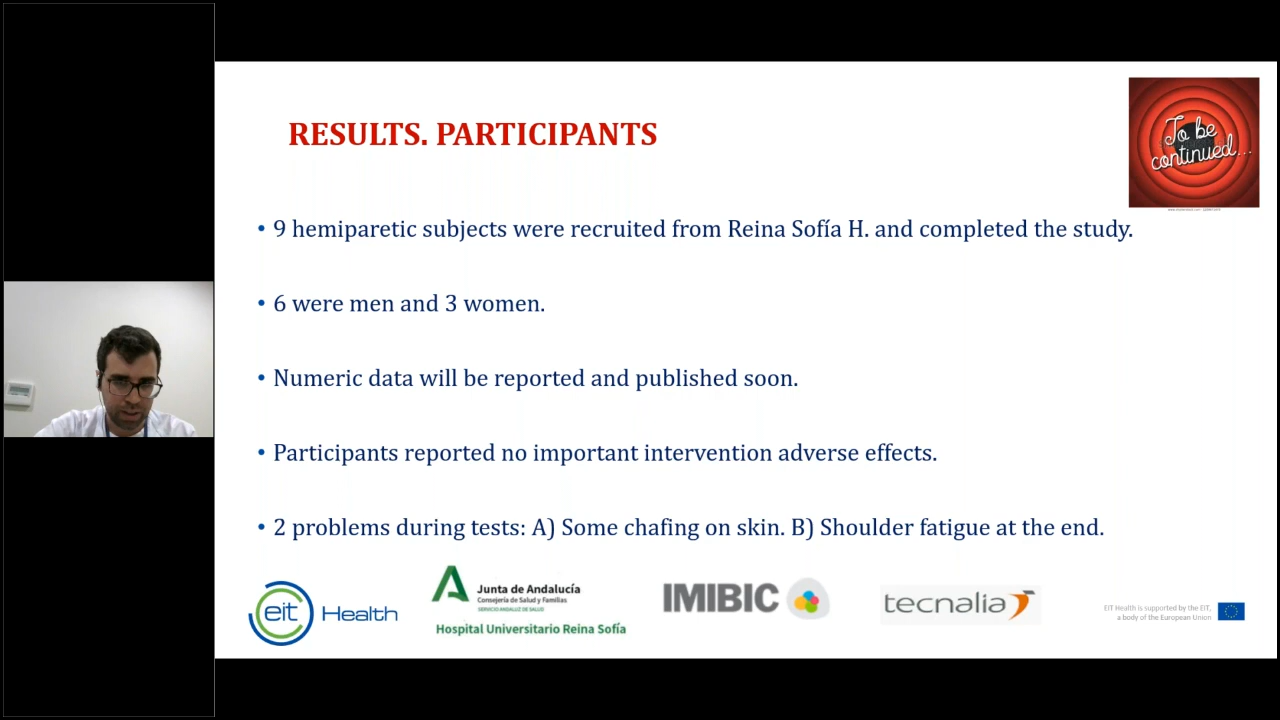 RESULTS. PARTICIPANTS
To be
continued...
• 9 hemiparetic subjects were recruited from Reina Sofía H. and completed the study.
• 6 were men and 3 women.
• Numeric data will be reported and published soon.
• Participants reported no important intervention adverse effects.
• 2 problems during tests: A) Some chafing on skin. B) Shoulder fatigue at the end.
eit Health
Junta de Andalucía
Consejería de Salud y Familias
SERVICIO ANDALUZ DE SALUD
Hospital Universitario Reina Sofía
IMIBIC
tecnalia
EIT Health is supported by the EIT,
a body of the European Union